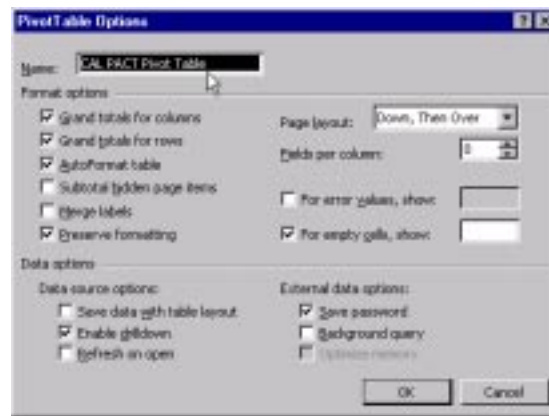 PivotTable Options
Name: CAL PACT Pivot Table
Format options
Grand totals for columns
Grand totals for rows
AutoFormat table
Subtotal hidden page items
Merge labels
Preserve formatting
Page layout: Down, Then Over
Fields per column: 0
For error values, show:
For empty cells, show:
Data options
Data source options:
Save data with table layout
Enable drilldown
Refresh on open
External data options:
Save password
Background query
Optimize memory
OK
Cancel